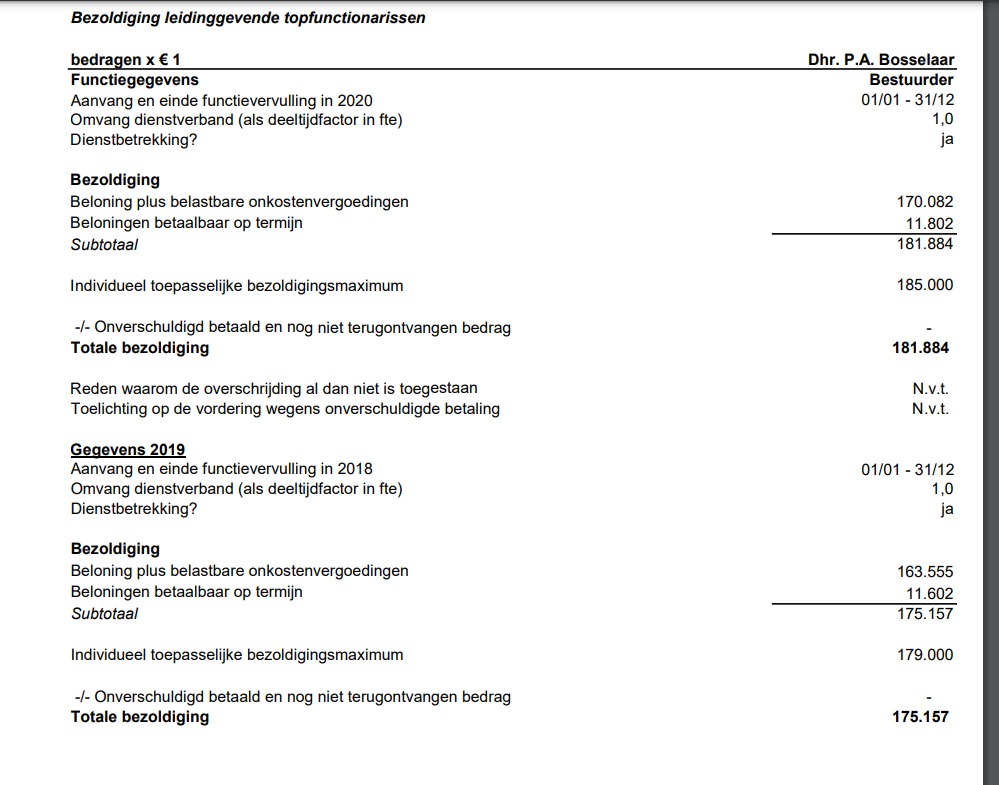 Bezoldiging leidinggevende topfunctionarissen
bedragen x € 1 Dhr. P.A. Bosselaar
Functiegegevens Bestuurder
Aanvang en einde functievervulling in 2020 01/01 - 31/12
Omvang dienstverband (als deeltijdfactor in fte) 1,0
Dienstbetrekking? ja
Bezoldiging
Beloning plus belastbare onkostenvergoedingen 170.082
Beloningen betaalbaar op termijn 11.802
Subtotaal 181.884
Individueel toepasselijke bezoldigingsmaximum 185.000
-/- Onverschuldigd betaald en nog niet terugontvangen bedrag -
Totale bezoldiging 181.884
Reden waarom de overschrijding al dan niet is toegestaan N.v.t.
Toelichting op de vordering wegens onverschuldigde betaling N.v.t.
Gegevens 2019
Aanvang en einde functievervulling in 2018 01/01 - 31/12
Omvang dienstverband (als deeltijdfactor in fte) 1,0
Dienstbetrekking? ja
Bezoldiging
Beloning plus belastbare onkostenvergoedingen 163.555
Beloningen betaalbaar op termijn 11.602
Subtotaal 175.157
Individueel toepasselijke bezoldigingsmaximum 179.000
-/- Onverschuldigd betaald en nog niet terugontvangen bedrag -
Totale bezoldiging 175.157